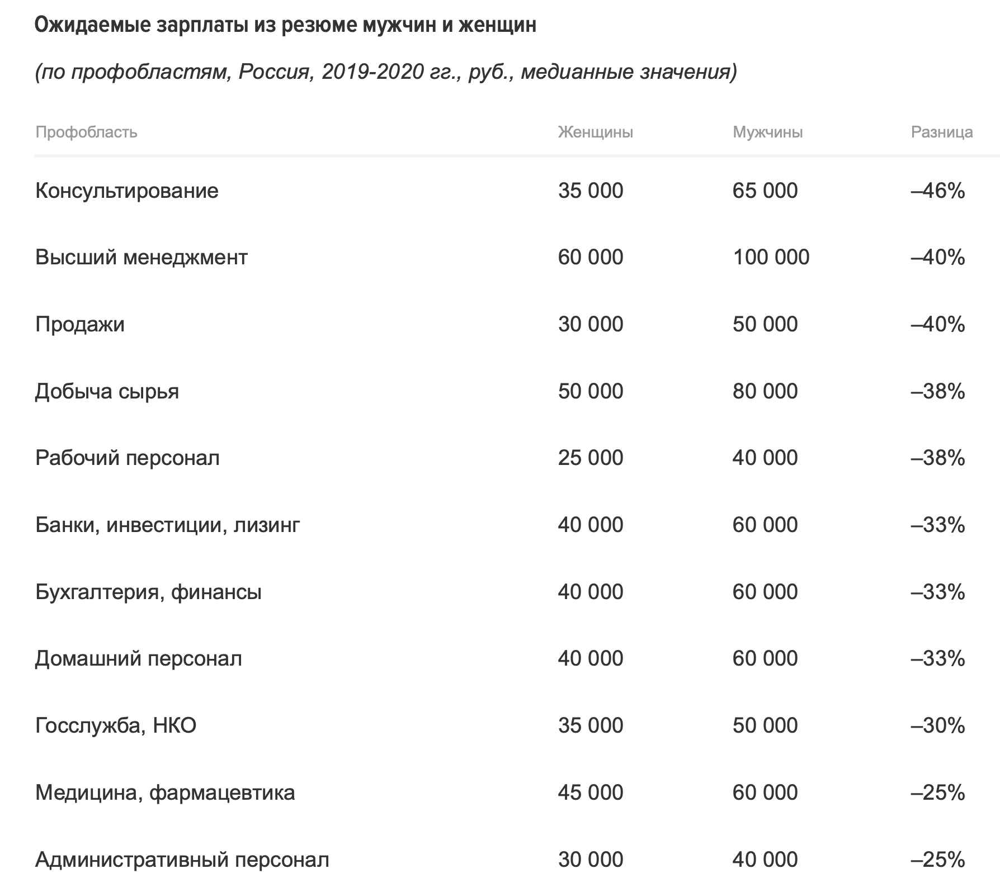 Ожидаемые зарплаты из резюме мужчин и женщин
(по профобластям, Россия, 2019-2020 гг., руб., медианные значения)
Профобласть Женщины Мужчины Разница
Консультирование 35 000 65 000 –46%
Высший менеджмент 60 000 100 000 –40%
Продажи 30 000 50 000 –40%
Добыча сырья 50 000 80 000 –38%
Рабочий персонал 25 000 40 000 –38%
Банки, инвестиции, лизинг 40 000 60 000 –33%
Бухгалтерия, финансы 40 000 60 000 –33%
Домашний персонал 40 000 60 000 –33%
Госслужба, НКО 35 000 50 000 –30%
Медицина, фармацевтика 45 000 60 000 –25%
Административный персонал 30 000 40 000 –25%